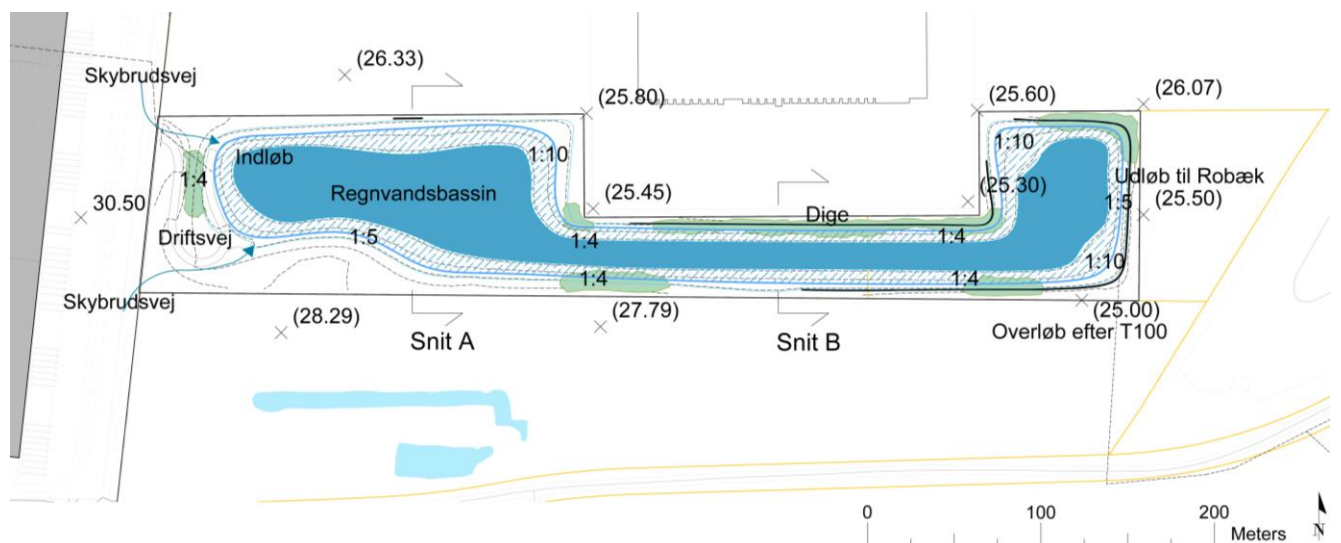 (26.33)
Skybrudsvej
(25.80)
(25.60)
(26.07)
1:10
1:10
Indløb
1:4
Regnvandsbassin
Udløb til Robæk
30.50
(25.45)
(25.30)
1:5
(25.50)
Dige
Driftsvej
1:5
1:4
1:4
1:10
1:4
1:4
Skybrudsvej
(28.29)
(27.79)
(25.00)
Snit A
Snit B
Overløb efter T100
0
100
200
Meters
N